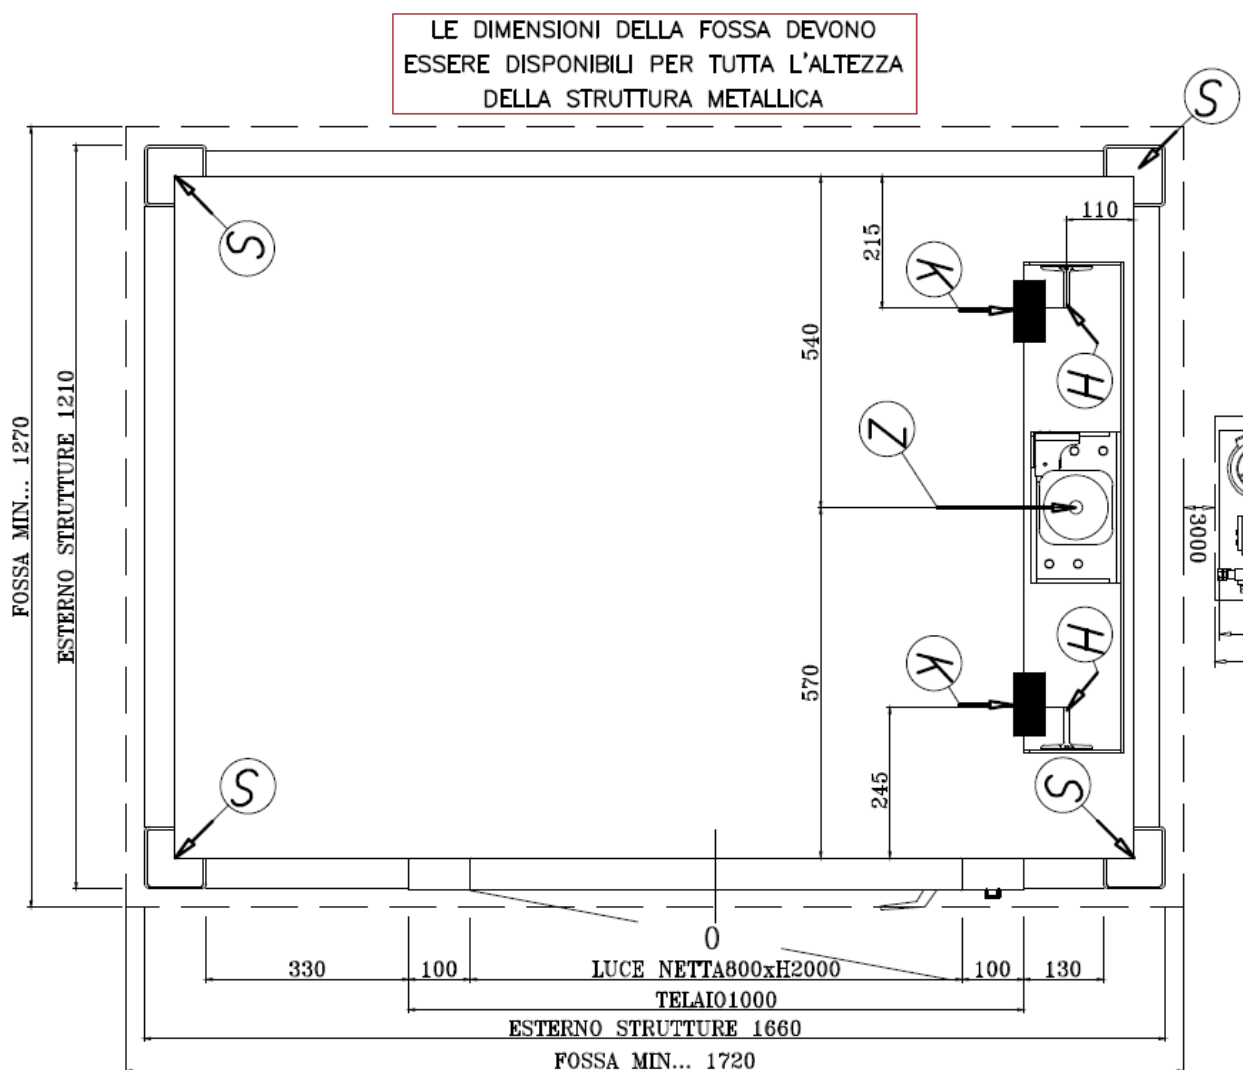 LE DIMENSIONI DELLA FOSSA DEVONO
ESSERE DISPONIBILI PER TUTTA L'ALTEZZA
DELLA STRUTTURA METALLICA
S
S
110
215
K
H
540
Z
FOSSA MIN... 1270
ESTERNO STRUTTURE 1210
3000
H
K
570
S
S
245
0
330
100
LUCE NETTA800xH2000
100
130
TELAIO1000
ESTERNO STRUTTURE 1660
FOSSA MIN... 1720